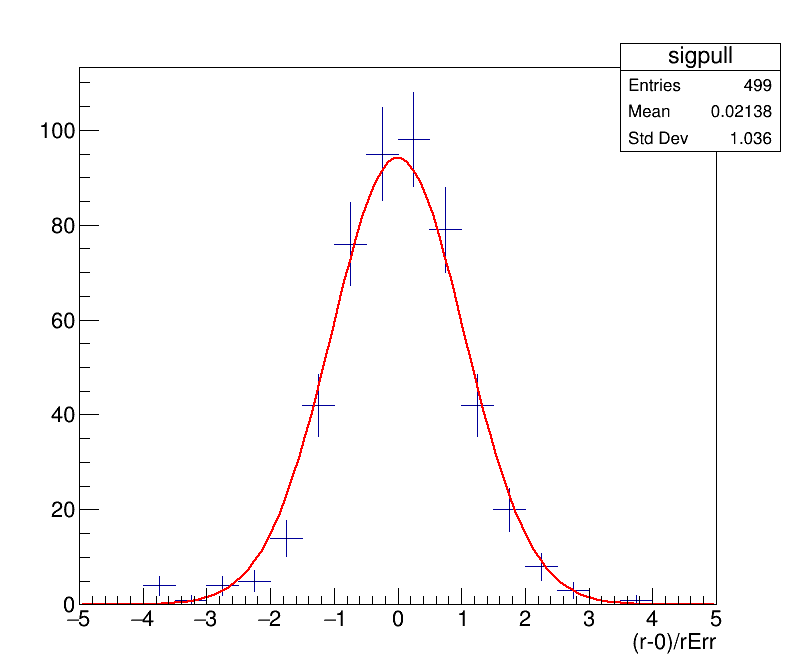 sigpull
Entries 499
Mean 0.02138
Std Dev 1.036
100
80
60
40
20
0
−5 −4 −3 −2 −1 0 1 2 3 4 5
(r-0)/rErr